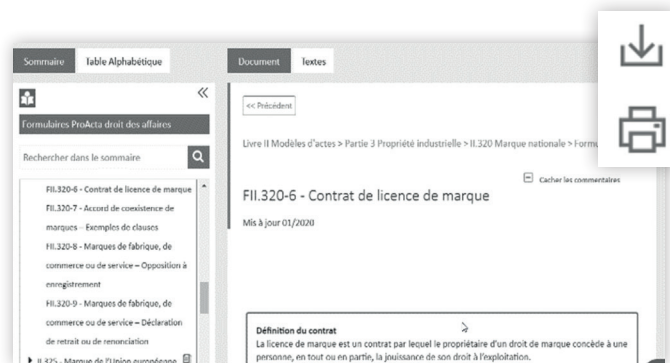 Sommaire
Table Alphabétique
«
Formulaires ProActa droit des affaires
Rechercher dans le sommaire
FII.320-6 - Contrat de licence de marque
FII.320-7 - Accord de coexistence de
marques – Exemples de clauses
FII.320-8 - Marques de fabrique, de
commerce ou de service – Opposition à
enregistrement
FII.320-9 - Marques de fabrique, de
commerce ou de service – Déclaration
de retrait ou de renonciation
II.325 - Marque de l'Union européenne
Document
Textes
<< Précédent
Livre II Modèles d'actes > Partie 3 Propriété industrielle > II.320 Marque nationale > Formu
Cacher les commentaires
FII.320-6 - Contrat de licence de marque
Mis à jour 01/2020
Définition du contrat
La licence de marque est un contrat par lequel le propriétaire d'un droit de marque concède à une
personne, en tout ou en partie, la jouissance de son droit à l'exploitation.